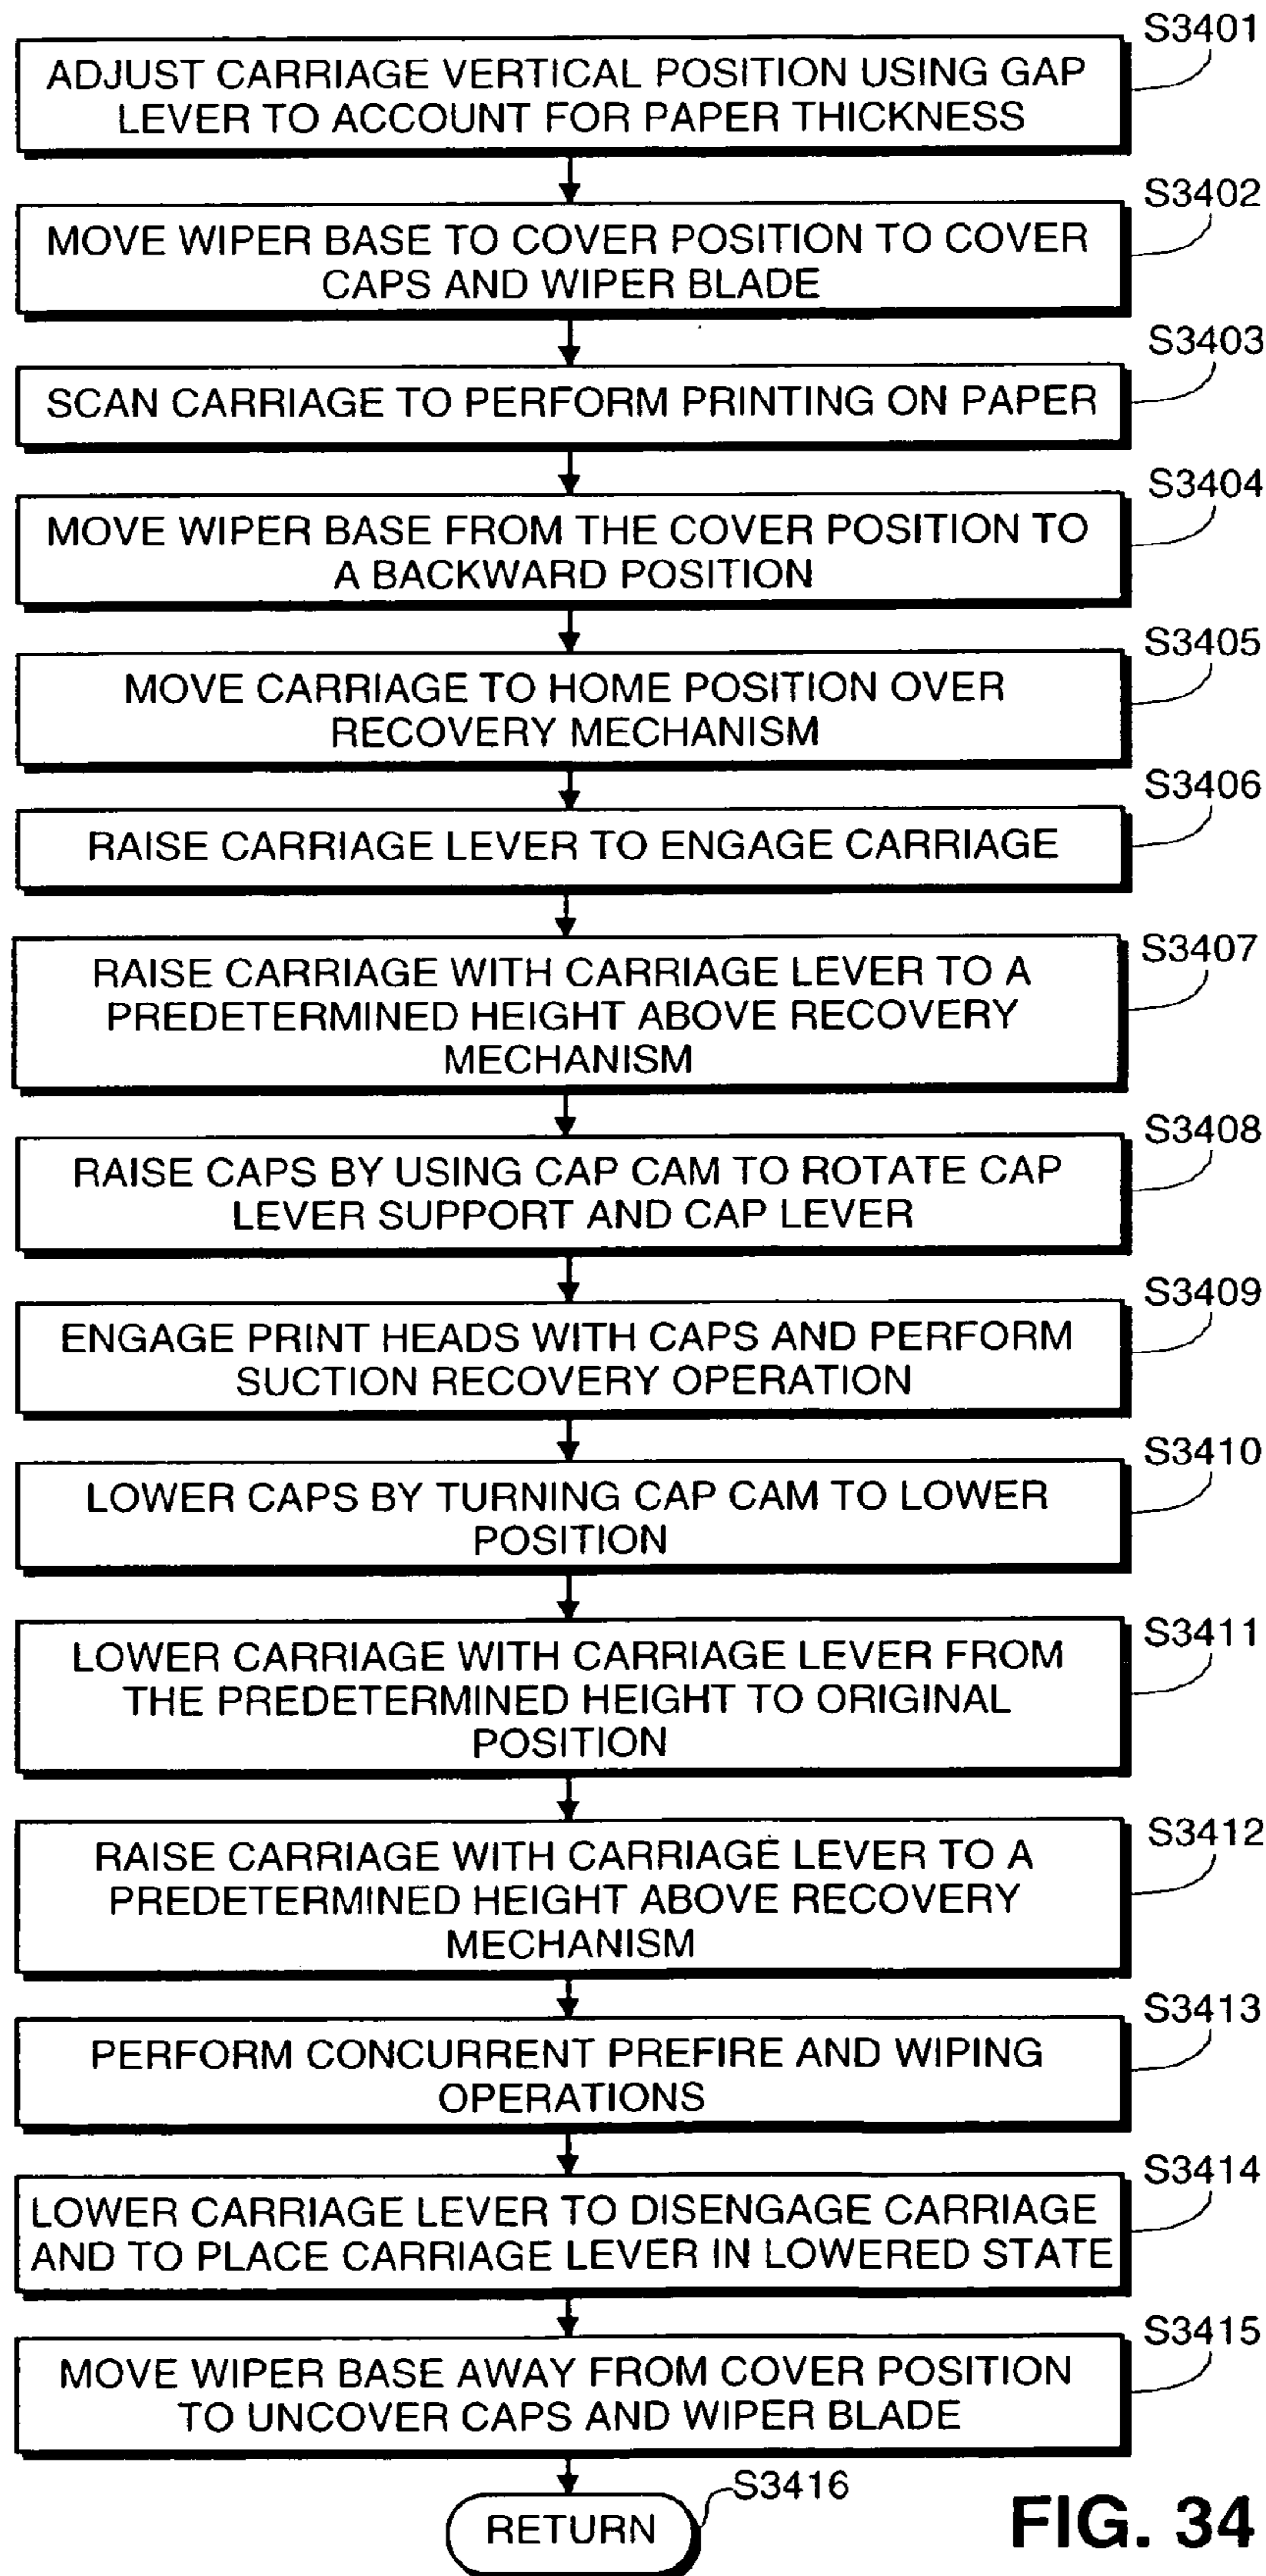 S3401
ADJUST CARRIAGE VERTICAL POSITION USING GAP
LEVER TO ACCOUNT FOR PAPER THICKNESS
S3402
MOVE WIPER BASE TO COVER POSITION TO COVER
CAPS AND WIPER BLADE
S3403
SCAN CARRIAGE TO PERFORM PRINTING ON PAPER
S3404
MOVE WIPER BASE FROM THE COVER POSITION TO
A BACKWARD POSITION
S3405
MOVE CARRIAGE TO HOME POSITION OVER
RECOVERY MECHANISM
S3406
RAISE CARRIAGE LEVER TO ENGAGE CARRIAGE
S3407
RAISE CARRIAGE WITH CARRIAGE LEVER TO A
PREDETERMINED HEIGHT ABOVE RECOVERY
MECHANISM
S3408
RAISE CAPS BY USING CAP CAM TO ROTATE CAP
LEVER SUPPORT AND CAP LEVER
S3409
ENGAGE PRINT HEADS WITH CAPS AND PERFORM
SUCTION RECOVERY OPERATION
S3410
LOWER CAPS BY TURNING CAP CAM TO LOWER
POSITION
S3411
LOWER CARRIAGE WITH CARRIAGE LEVER FROM
THE PREDETERMINED HEIGHT TO ORIGINAL
POSITION
S3412
RAISE CARRIAGE WITH CARRIAGE LEVER TO A
PREDETERMINED HEIGHT ABOVE RECOVERY
MECHANISM
S3413
PERFORM CONCURRENT PREFIRE AND WIPING
OPERATIONS
S3414
LOWER CARRIAGE LEVER TO DISENGAGE CARRIAGE
AND TO PLACE CARRIAGE LEVER IN LOWERED STATE
S3415
MOVE WIPER BASE AWAY FROM COVER POSITION
TO UNCOVER CAPS AND WIPER BLADE
S3416
RETURN
FIG. 34